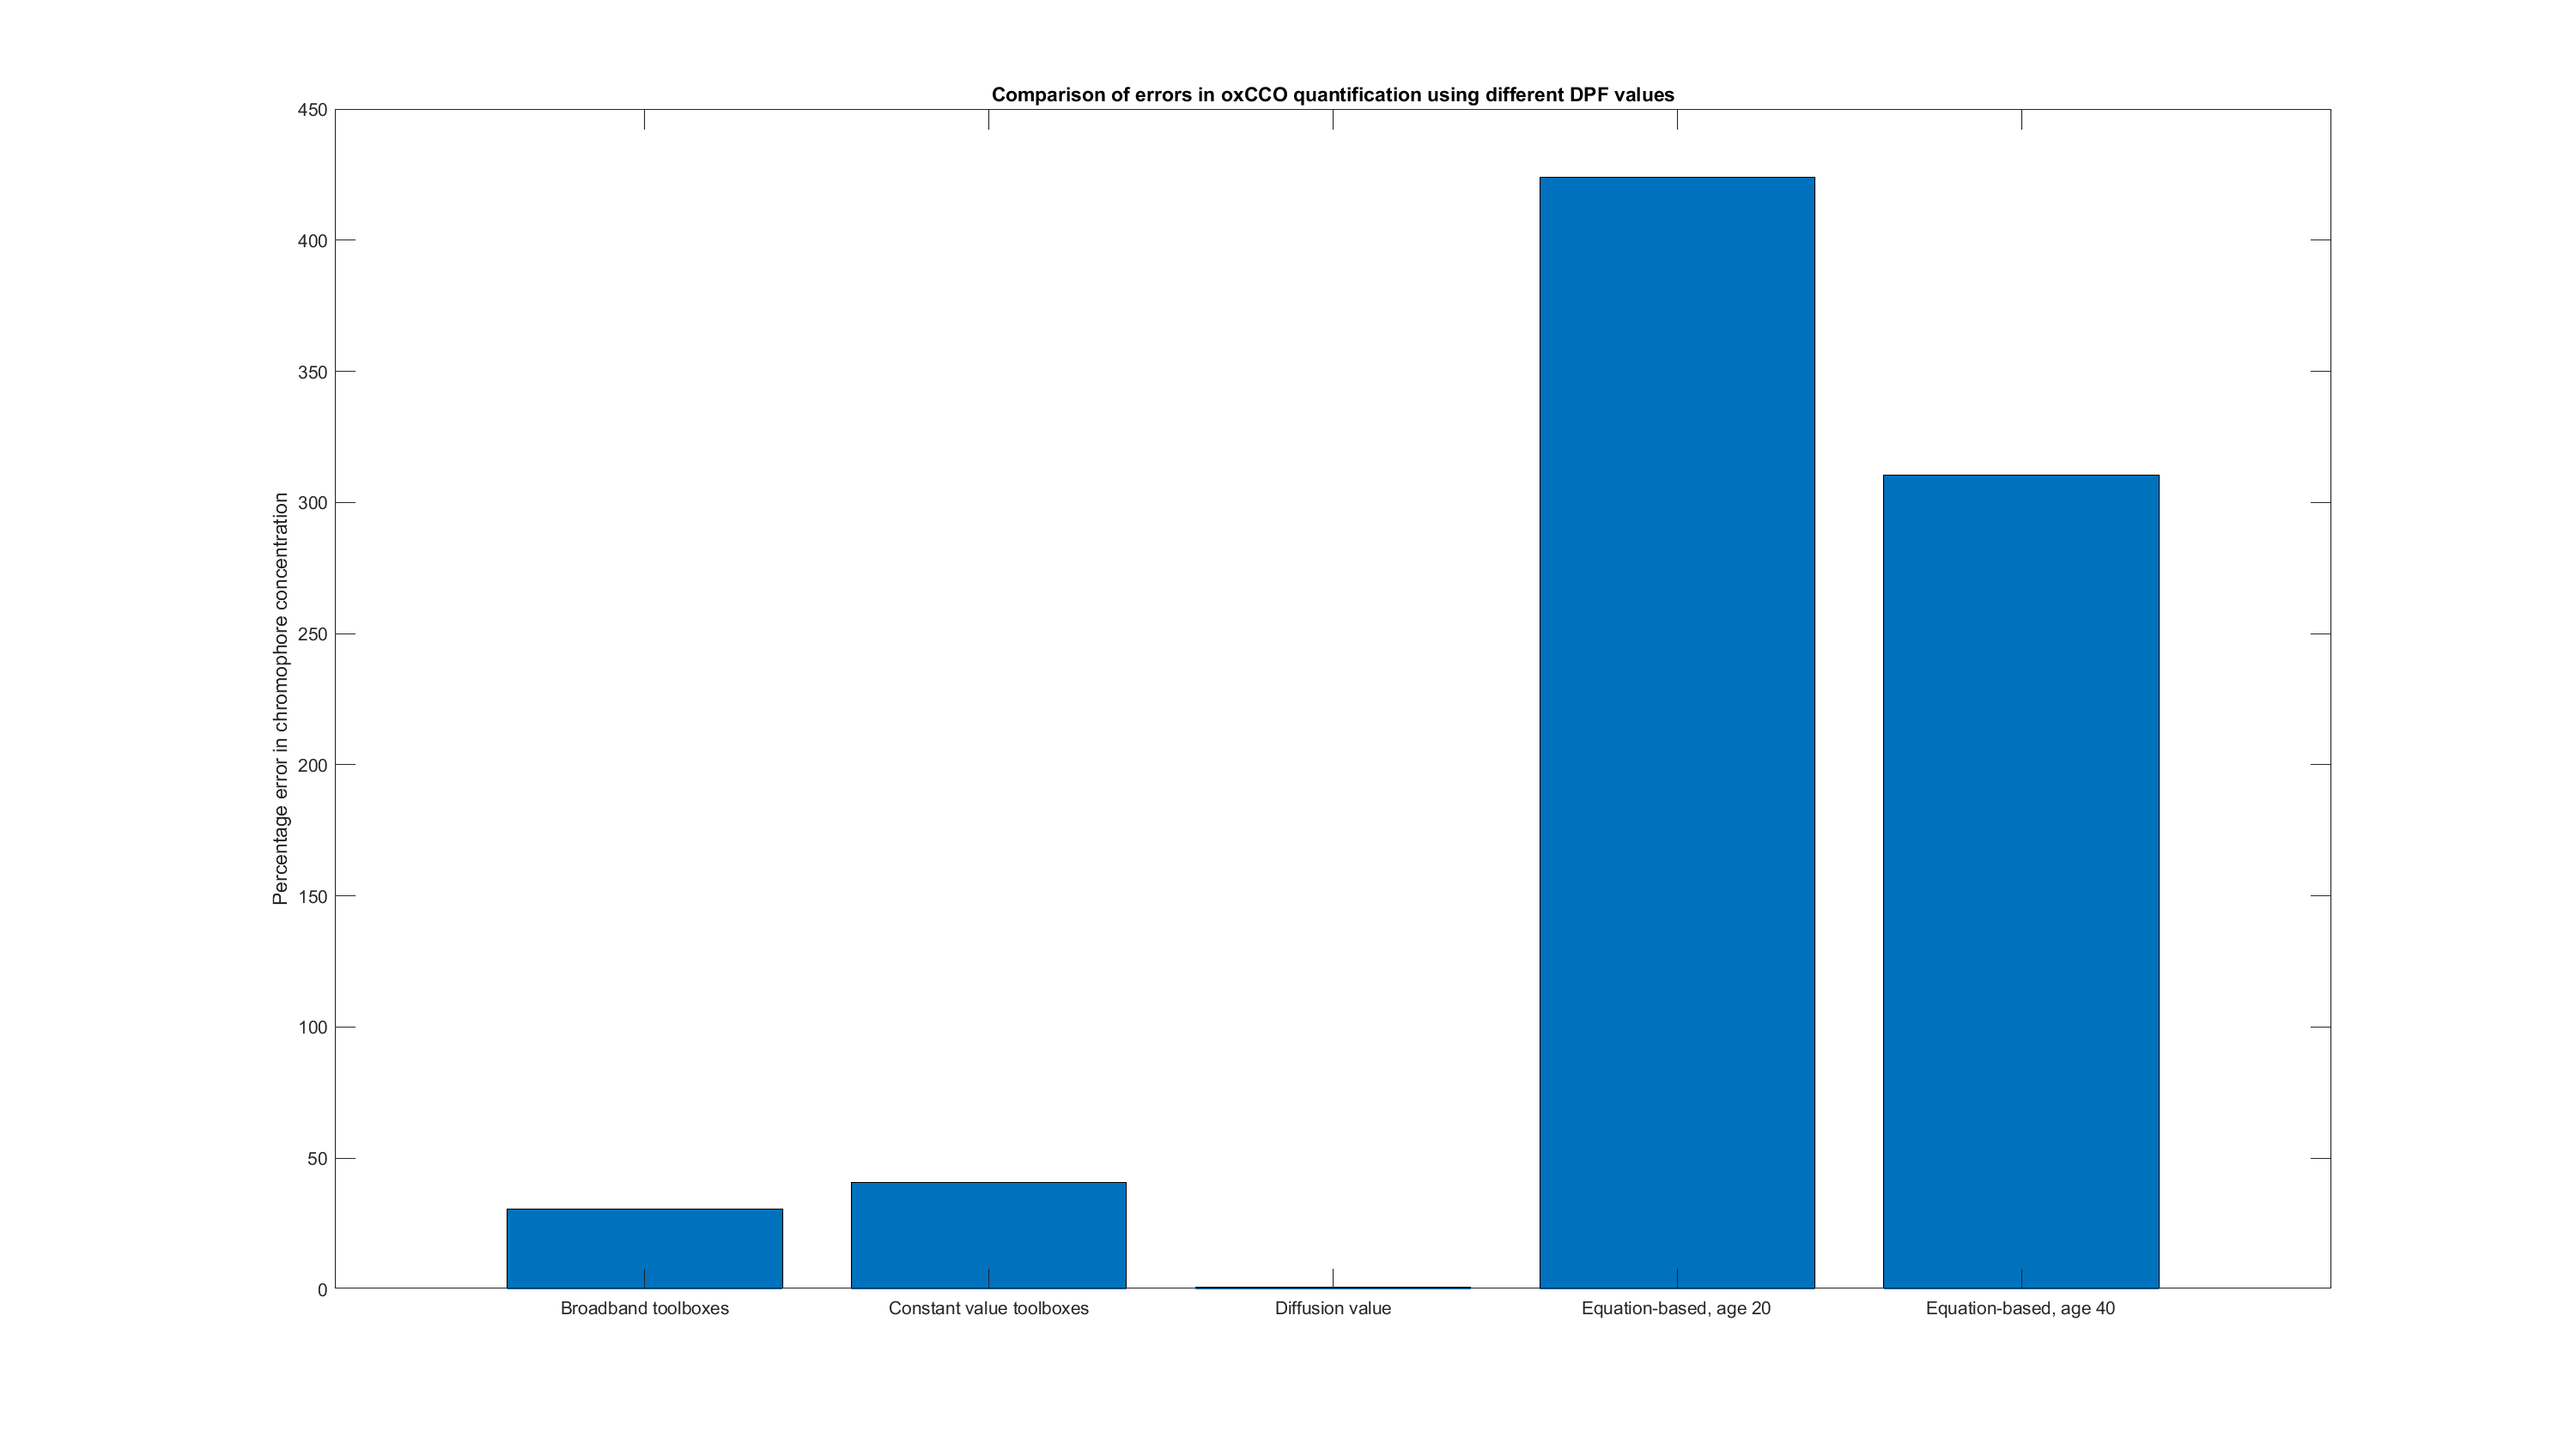 Comparison of errors in oxCCO quantification using different DPF values
Percentage error in chromophore concentration
450
400
350
300
250
200
150
100
50
0
Broadband toolboxes
Constant value toolboxes
Diffusion value
Equation-based, age 20
Equation-based, age 40